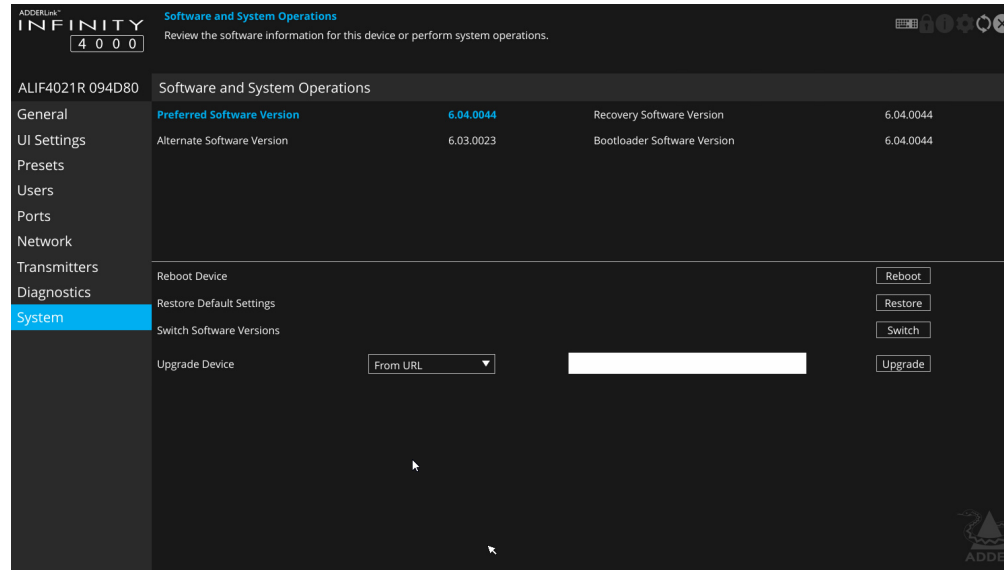 ADDERLink™
INFINITY
4000
Software and System Operations
Review the software information for this device or perform system operations.
ALIF4021R 094D80
Software and System Operations
General
UI Settings
Presets
Users
Ports
Network
Transmitters
Diagnostics
System
Preferred Software Version 6.04.0044 Recovery Software Version 6.04.0044
Alternate Software Version 6.03.0023 Bootloader Software Version 6.04.0044
Reboot Device Reboot
Restore Default Settings Restore
Switch Software Versions Switch
Upgrade Device From URL Upgrade
ADDE